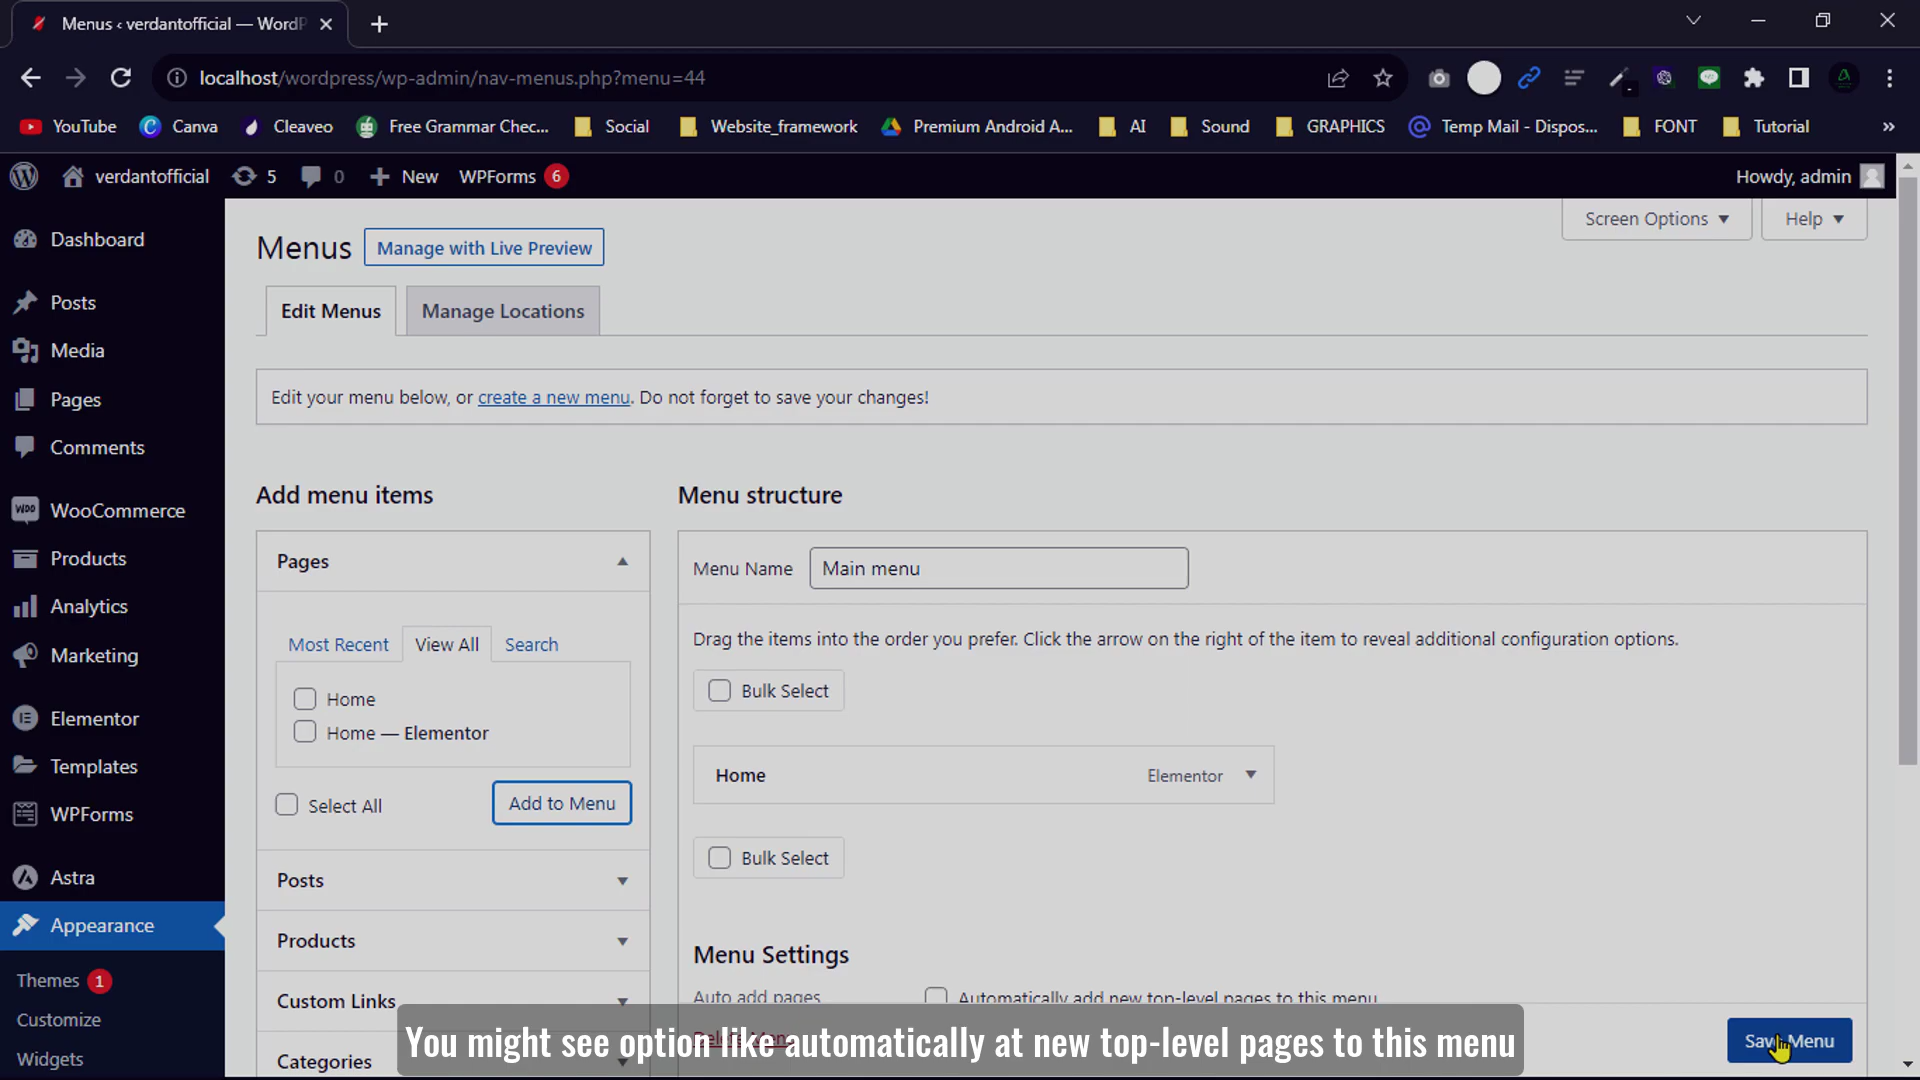 Menus ‹ verdantofficial — WordP
localhost/wordpress/wp-admin/nav-menus.php?menu=44
YouTube Canva Cleaveo Free Grammar Chec... Social Website_framework Premium Android A... AI Sound GRAPHICS Temp Mail - Dispos... FONT Tutorial »
verdantofficial 5 0 New WPForms 6 Howdy, admin
Screen Options Help
Dashboard
Posts
Media
Pages
Comments
WooCommerce
Products
Analytics
Marketing
Elementor
Templates
WPForms
Astra
Appearance
Themes 1
Customize
Widgets
Menus Manage with Live Preview
Edit Menus Manage Locations
Edit your menu below, or create a new menu. Do not forget to save your changes!
Add menu items
Pages
Most Recent View All Search
Home
Home — Elementor
Select All Add to Menu
Posts
Products
Custom Links
Categories
Menu structure
Menu Name Main menu
Drag the items into the order you prefer. Click the arrow on the right of the item to reveal additional configuration options.
Bulk Select
Home Elementor
Bulk Select
Menu Settings
Auto add pages Automatically add new top-level pages to this menu
Delete Menu
Save Menu
You might see option like automatically at new top-level pages to this menu